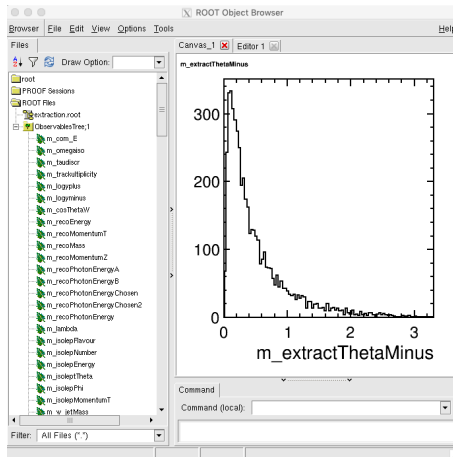 ROOT Object Browser
Browser File Edit View Options Tools Help
Files
Draw Option:
Canvas_1 Editor 1
root
PROOF Sessions
ROOT Files
extraction.root
ObservablesTree;1
m_com_E
m_omegaiso
m_taudiscr
m_trackultiplicity
m_logyplus
m_logyminus
m_cosThetaW
m_recoEnergy
m_recoMomentumT
m_recoMass
m_recoMomentumZ
m_recoPhotonEnergyA
m_recoPhotonEnergyB
m_recoPhotonEnergyChosen
m_recoPhotonEnergyChosen2
m_recoPhotonEnergy
m_lambda
m_isolepFlavour
m_isolepNumber
m_isolepEnergy
m_isoleptTheta
m_isolepPhi
m_isolepMomentumT
m_w_jetMass
Filter: All Files (*.*)
m_extractThetaMinus
300
200
100
0
0 1 2 3
m_extractThetaMinus
Command
Command (local):